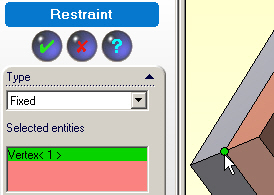 Restraint
?
Type
Fixed
Selected entities
Vertex< 1 >